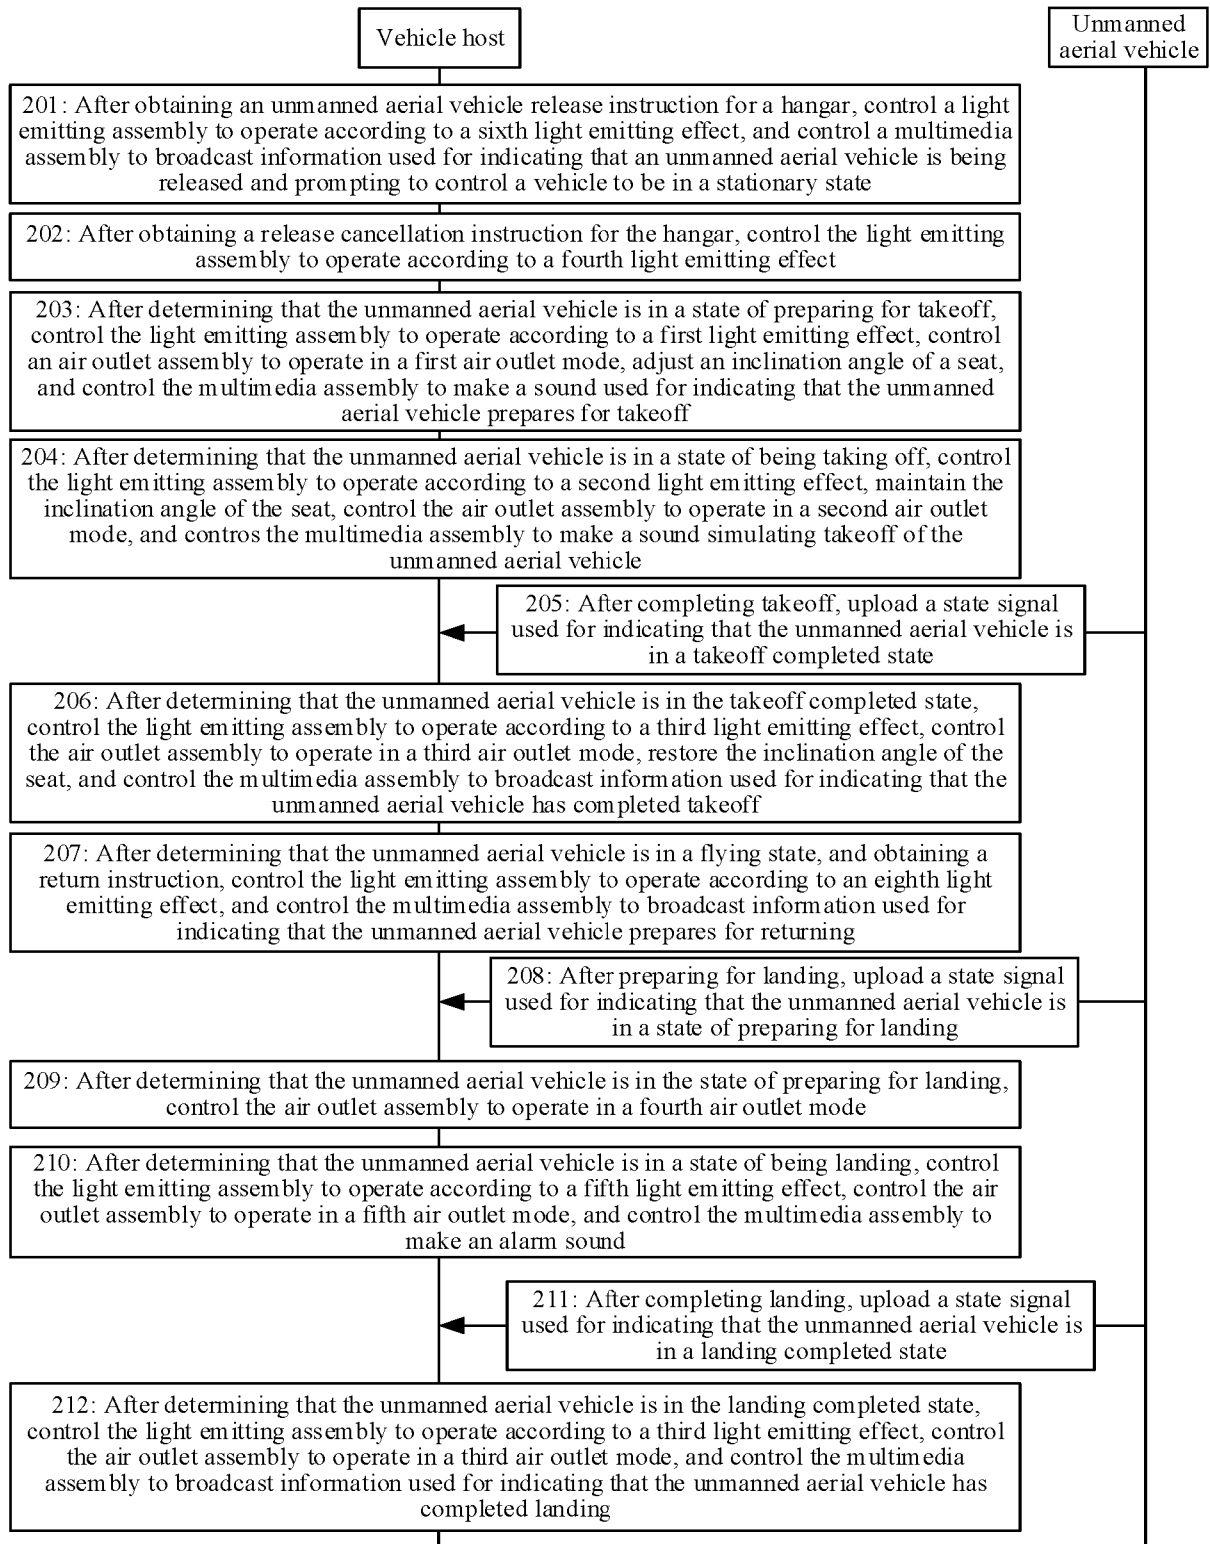 Vehicle host
Unmanned
aerial vehicle
201: After obtaining an unmanned aerial vehicle release instruction for a hangar, control a light
emitting assembly to operate according to a sixth light emitting effect, and control a multimedia
assembly to broadcast information used for indicating that an unmanned aerial vehicle is being
released and prompting to control a vehicle to be in a stationary state
202: After obtaining a release cancellation instruction for the hangar, control the light emitting
assembly to operate according to a fourth light emitting effect
203: After determining that the unmanned aerial vehicle is in a state of preparing for takeoff,
control the light emitting assembly to operate according to a first light emitting effect, control
an air outlet assembly to operate in a first air outlet mode, adjust an inclination angle of a seat,
and control the multimedia assembly to make a sound used for indicating that the unmanned
aerial vehicle prepares for takeoff
204: After determining that the unmanned aerial vehicle is in a state of being taking off, control
the light emitting assembly to operate according to a second light emitting effect, maintain the
inclination angle of the seat, control the air outlet assembly to operate in a second air outlet
mode, and contros the multimedia assembly to make a sound simulating takeoff of the
unmanned aerial vehicle
205: After completing takeoff, upload a state signal
used for indicating that the unmanned aerial vehicle is
in a takeoff completed state
206: After determining that the unmanned aerial vehicle is in the takeoff completed state,
control the light emitting assembly to operate according to a third light emitting effect, control
the air outlet assembly to operate in a third air outlet mode, restore the inclination angle of the
seat, and control the multimedia assembly to broadcast information used for indicating that the
unmanned aerial vehicle has completed takeoff
207: After determining that the unmanned aerial vehicle is in a flying state, and obtaining a
return instruction, control the light emitting assembly to operate according to an eighth light
emitting effect, and control the multimedia assembly to broadcast information used for
indicating that the unmanned aerial vehicle prepares for returning
208: After preparing for landing, upload a state signal
used for indicating that the unmanned aerial vehicle is
in a state of preparing for landing
209: After determining that the unmanned aerial vehicle is in the state of preparing for landing,
control the air outlet assembly to operate in a fourth air outlet mode
210: After determining that the unmanned aerial vehicle is in a state of being landing, control
the light emitting assembly to operate according to a fifth light emitting effect, control the air
outlet assembly to operate in a fifth air outlet mode, and control the multimedia assembly to
make an alarm sound
211: After completing landing, upload a state signal
used for indicating that the unmanned aerial vehicle is
in a landing completed state
212: After determining that the unmanned aerial vehicle is in the landing completed state,
control the light emitting assembly to operate according to a third light emitting effect, control
the air outlet assembly to operate in a third air outlet mode, and control the multimedia
assembly to broadcast information used for indicating that the unmanned aerial vehicle has
completed landing